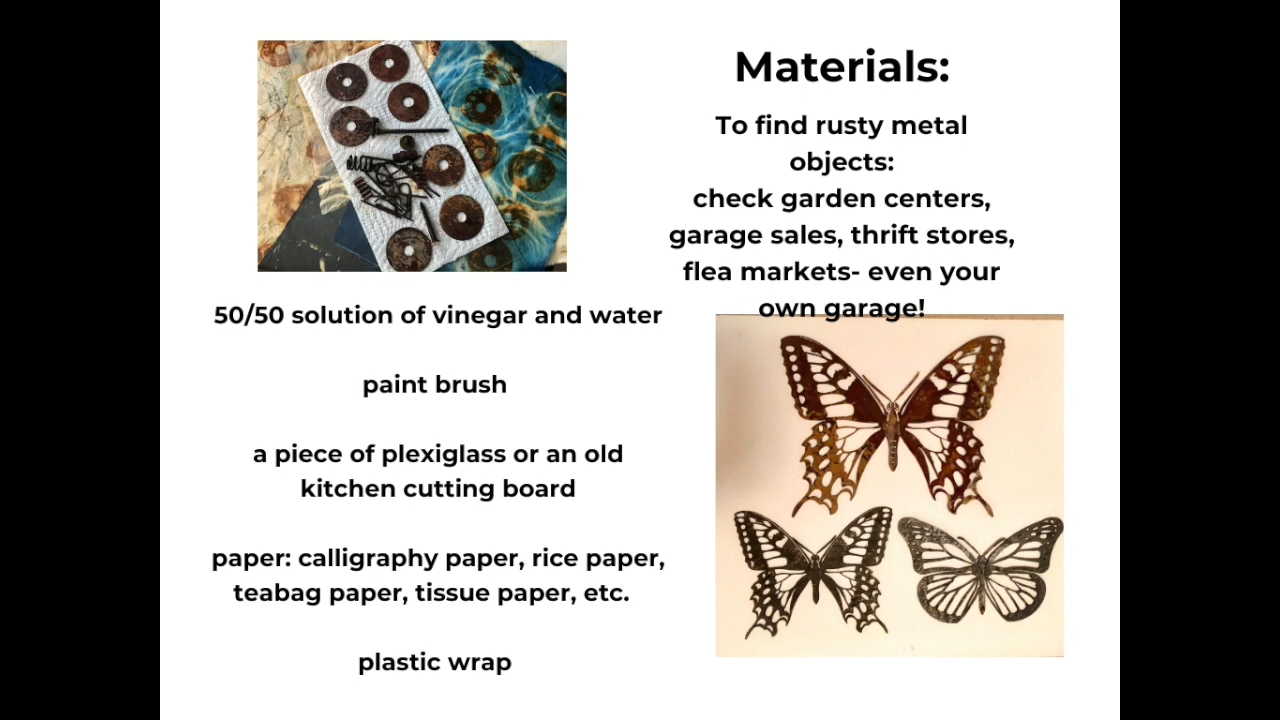 Materials:
To find rusty metal
objects:
check garden centers,
garage sales, thrift stores,
flea markets- even your
own garage!
50/50 solution of vinegar and water
paint brush
a piece of plexiglass or an old
kitchen cutting board
paper: calligraphy paper, rice paper,
teabag paper, tissue paper, etc.
plastic wrap